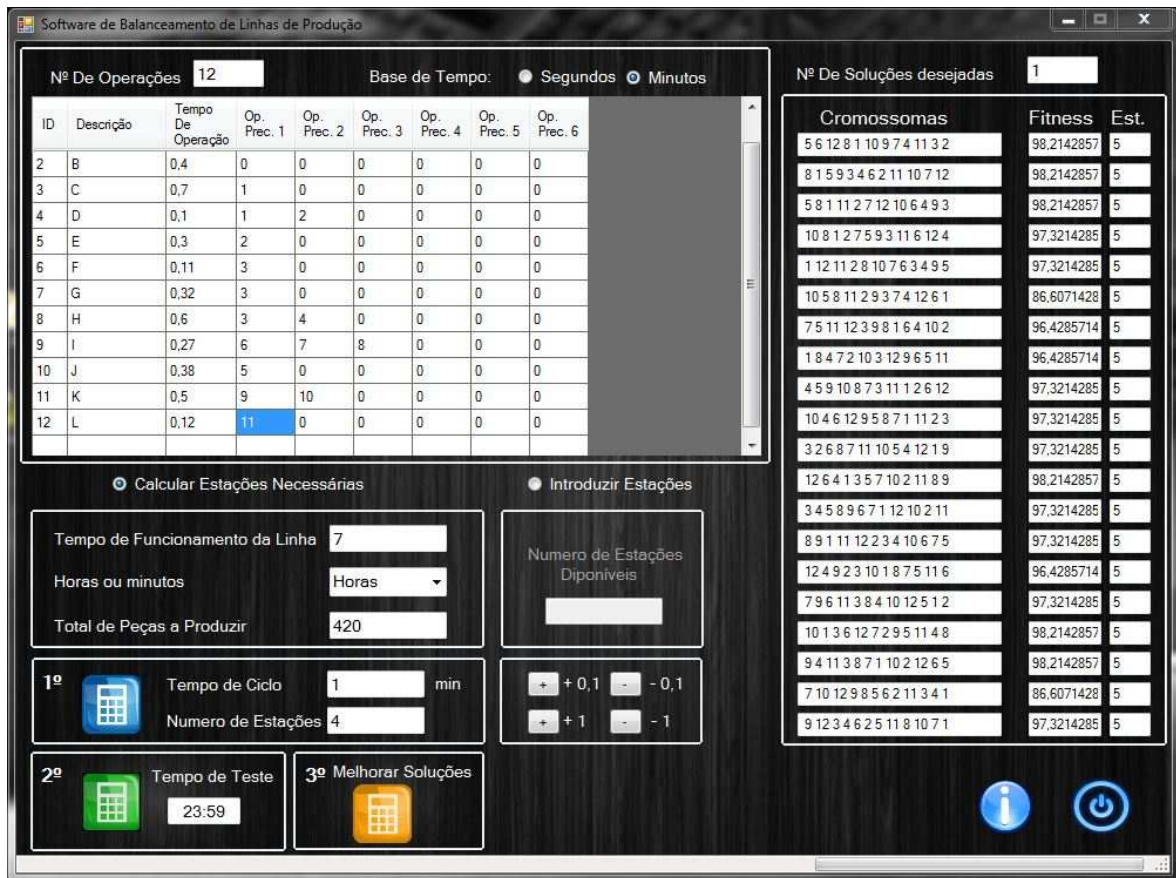 Software de Balanceamento de Linhas de Produção
Nº De Operações 12 Base de Tempo: Segundos Minutos
ID Descrição Tempo De Operação Op. Prec. 1 Op. Prec. 2 Op. Prec. 3 Op. Prec. 4 Op. Prec. 5 Op. Prec. 6
2 B 0,4 0 0 0 0 0 0
3 C 0,7 1 0 0 0 0 0
4 D 0,1 1 2 0 0 0 0
5 E 0,3 2 0 0 0 0 0
6 F 0,11 3 0 0 0 0 0
7 G 0,32 3 0 0 0 0 0
8 H 0,6 3 4 0 0 0 0
9 I 0,27 6 7 8 0 0 0
10 J 0,38 5 0 0 0 0 0
11 K 0,5 9 10 0 0 0 0
12 L 0,12 11 0 0 0 0 0
Calcular Estações Necessárias Introduzir Estações
Tempo de Funcionamento da Linha 7
Horas ou minutos Horas
Total de Peças a Produzir 420
Numero de Estações
Diponíveis
1º Tempo de Ciclo 1 min
Numero de Estações 4
+ + 0,1 - - 0,1
+ + 1 - - 1
2º Tempo de Teste
23:59
3º Melhorar Soluções
Nº De Soluções desejadas 1
Cromossomas Fitness Est.
5 6 12 8 1 10 9 7 4 11 3 2 98,2142857 5
8 1 5 9 3 4 6 2 11 10 7 12 98,2142857 5
5 8 1 11 2 7 12 10 6 4 9 3 98,2142857 5
10 8 1 2 7 5 9 3 11 6 12 4 97,3214285 5
1 12 11 2 8 10 7 6 3 4 9 5 97,3214285 5
10 5 8 11 2 9 3 7 4 12 6 1 86,6071428 5
7 5 11 12 3 9 8 1 6 4 10 2 96,4285714 5
1 8 4 7 2 10 3 12 9 6 5 11 96,4285714 5
4 5 9 10 8 7 3 11 1 2 6 12 97,3214285 5
10 4 6 12 9 5 8 7 1 11 2 3 97,3214285 5
3 2 6 8 7 11 10 5 4 12 1 9 97,3214285 5
12 6 4 1 3 5 7 10 2 11 8 9 98,2142857 5
3 4 5 8 9 6 7 1 12 10 2 11 97,3214285 5
8 9 1 11 12 2 3 4 10 6 7 5 97,3214285 5
12 4 9 2 3 10 1 8 7 5 11 6 96,4285714 5
7 9 6 11 3 8 4 10 12 5 1 2 97,3214285 5
10 1 3 6 12 7 2 9 5 11 4 8 98,2142857 5
9 4 11 3 8 7 1 10 2 12 6 5 98,2142857 5
7 10 12 9 8 5 6 2 11 3 4 1 86,6071428 5
9 12 3 4 6 2 5 11 8 10 7 1 97,3214285 5